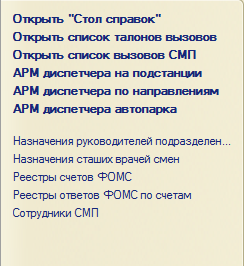 Открыть "Стол справок"
Открыть список талонов вызовов
Открыть список вызовов СМП
АРМ диспетчера на подстанции
АРМ диспетчера по направлениям
АРМ диспетчера автопарка
Назначения руководителей подразделен...
Назначения сташих врачей смен
Реестры счетов ФОМС
Реестры ответов ФОМС по счетам
Сотрудники СМП